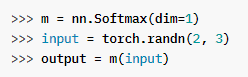 >>> m = nn.Softmax(dim=1)
>>> input = torch.randn(2, 3)
>>> output = m(input)